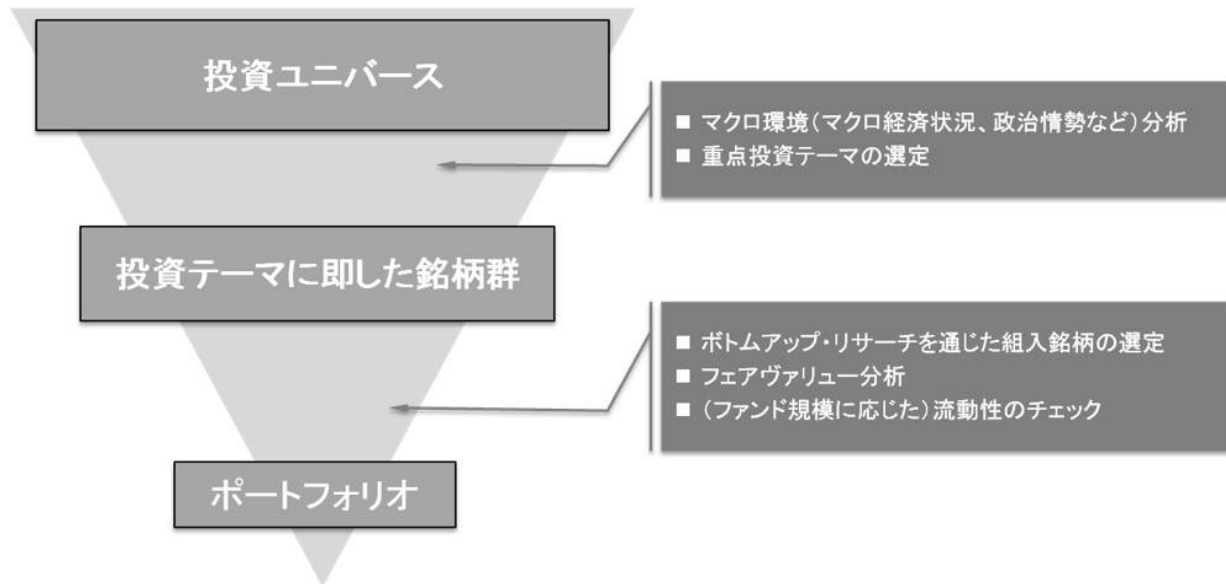 投資ユニバース
■ マクロ環境(マクロ経済状況、政治情勢など)分析
■ 重点投資テーマの選定
投資テーマに即した銘柄群
■ ボトムアップ・リサーチを通じた組入銘柄の選定
■ フェアヴァリュー分析
■ (ファンド規模に応じた)流動性のチェック
ポートフォリオ